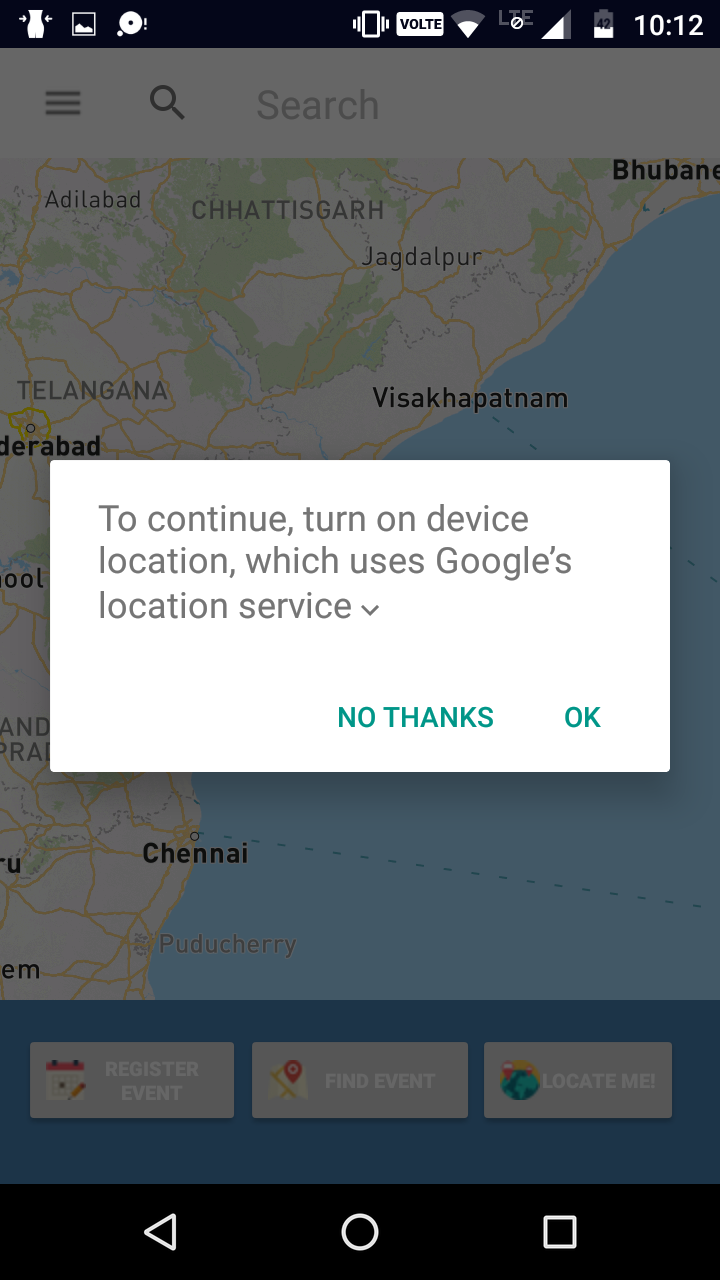 VOLTE LTE 42 10:12
Search
Bhubane
Adilabad
CHHATTISGARH
Jagdalpur
TELANGANA
Visakhapatnam
derabad
To continue, turn on device
location, which uses Google’s
location service
ool
NO THANKS OK
AND
PRAD
Chennai
ru
Puducherry
em
REGISTER
EVENT
FIND EVENT
LOCATE ME!